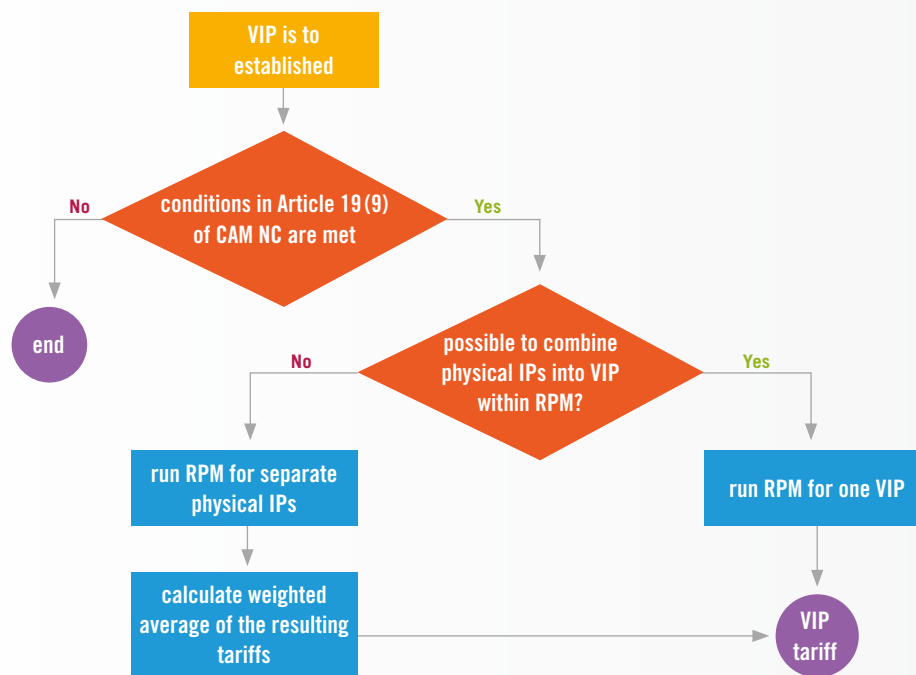 VIP is to
established
conditions in Article 19(9)
of CAM NC are met
No
Yes
end
possible to combine
physical IPs into VIP
within RPM?
No
Yes
run RPM for separate
physical IPs
run RPM for one VIP
calculate weighted
average of the resulting
tariffs
VIP
tariff